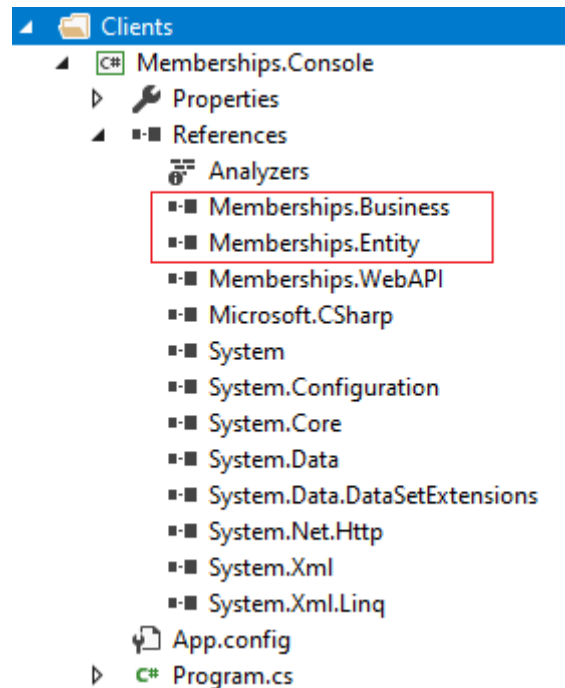 Clients
C# Memberships.Console
Properties
References
Analyzers
Memberships.Business
Memberships.Entity
Memberships.WebAPI
Microsoft.CSharp
System
System.Configuration
System.Core
System.Data
System.Data.DataSetExtensions
System.Net.Http
System.Xml
System.Xml.Linq
App.config
C# Program.cs